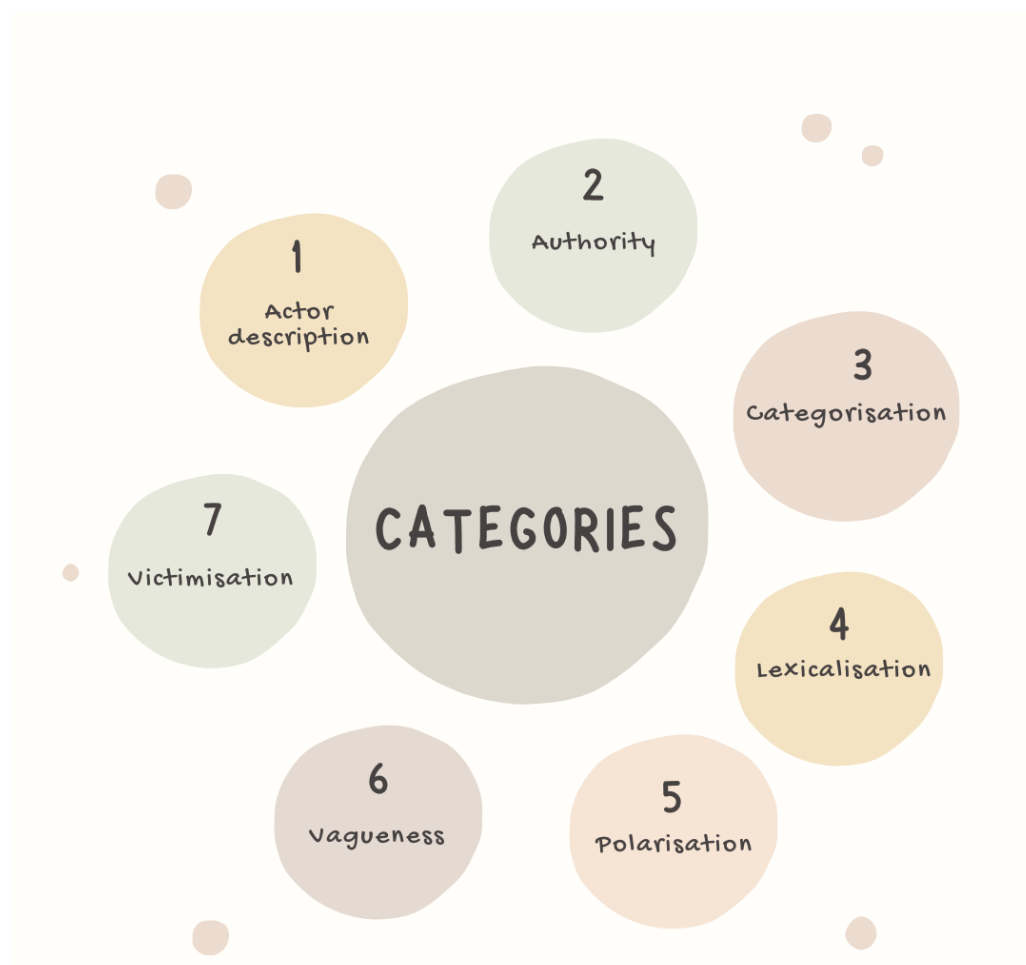 1
Actor
description
2
Authority
3
Categorisation
CATEGORIES
4
Lexicalisation
5
Polarisation
6
Vagueness
7
Victimisation